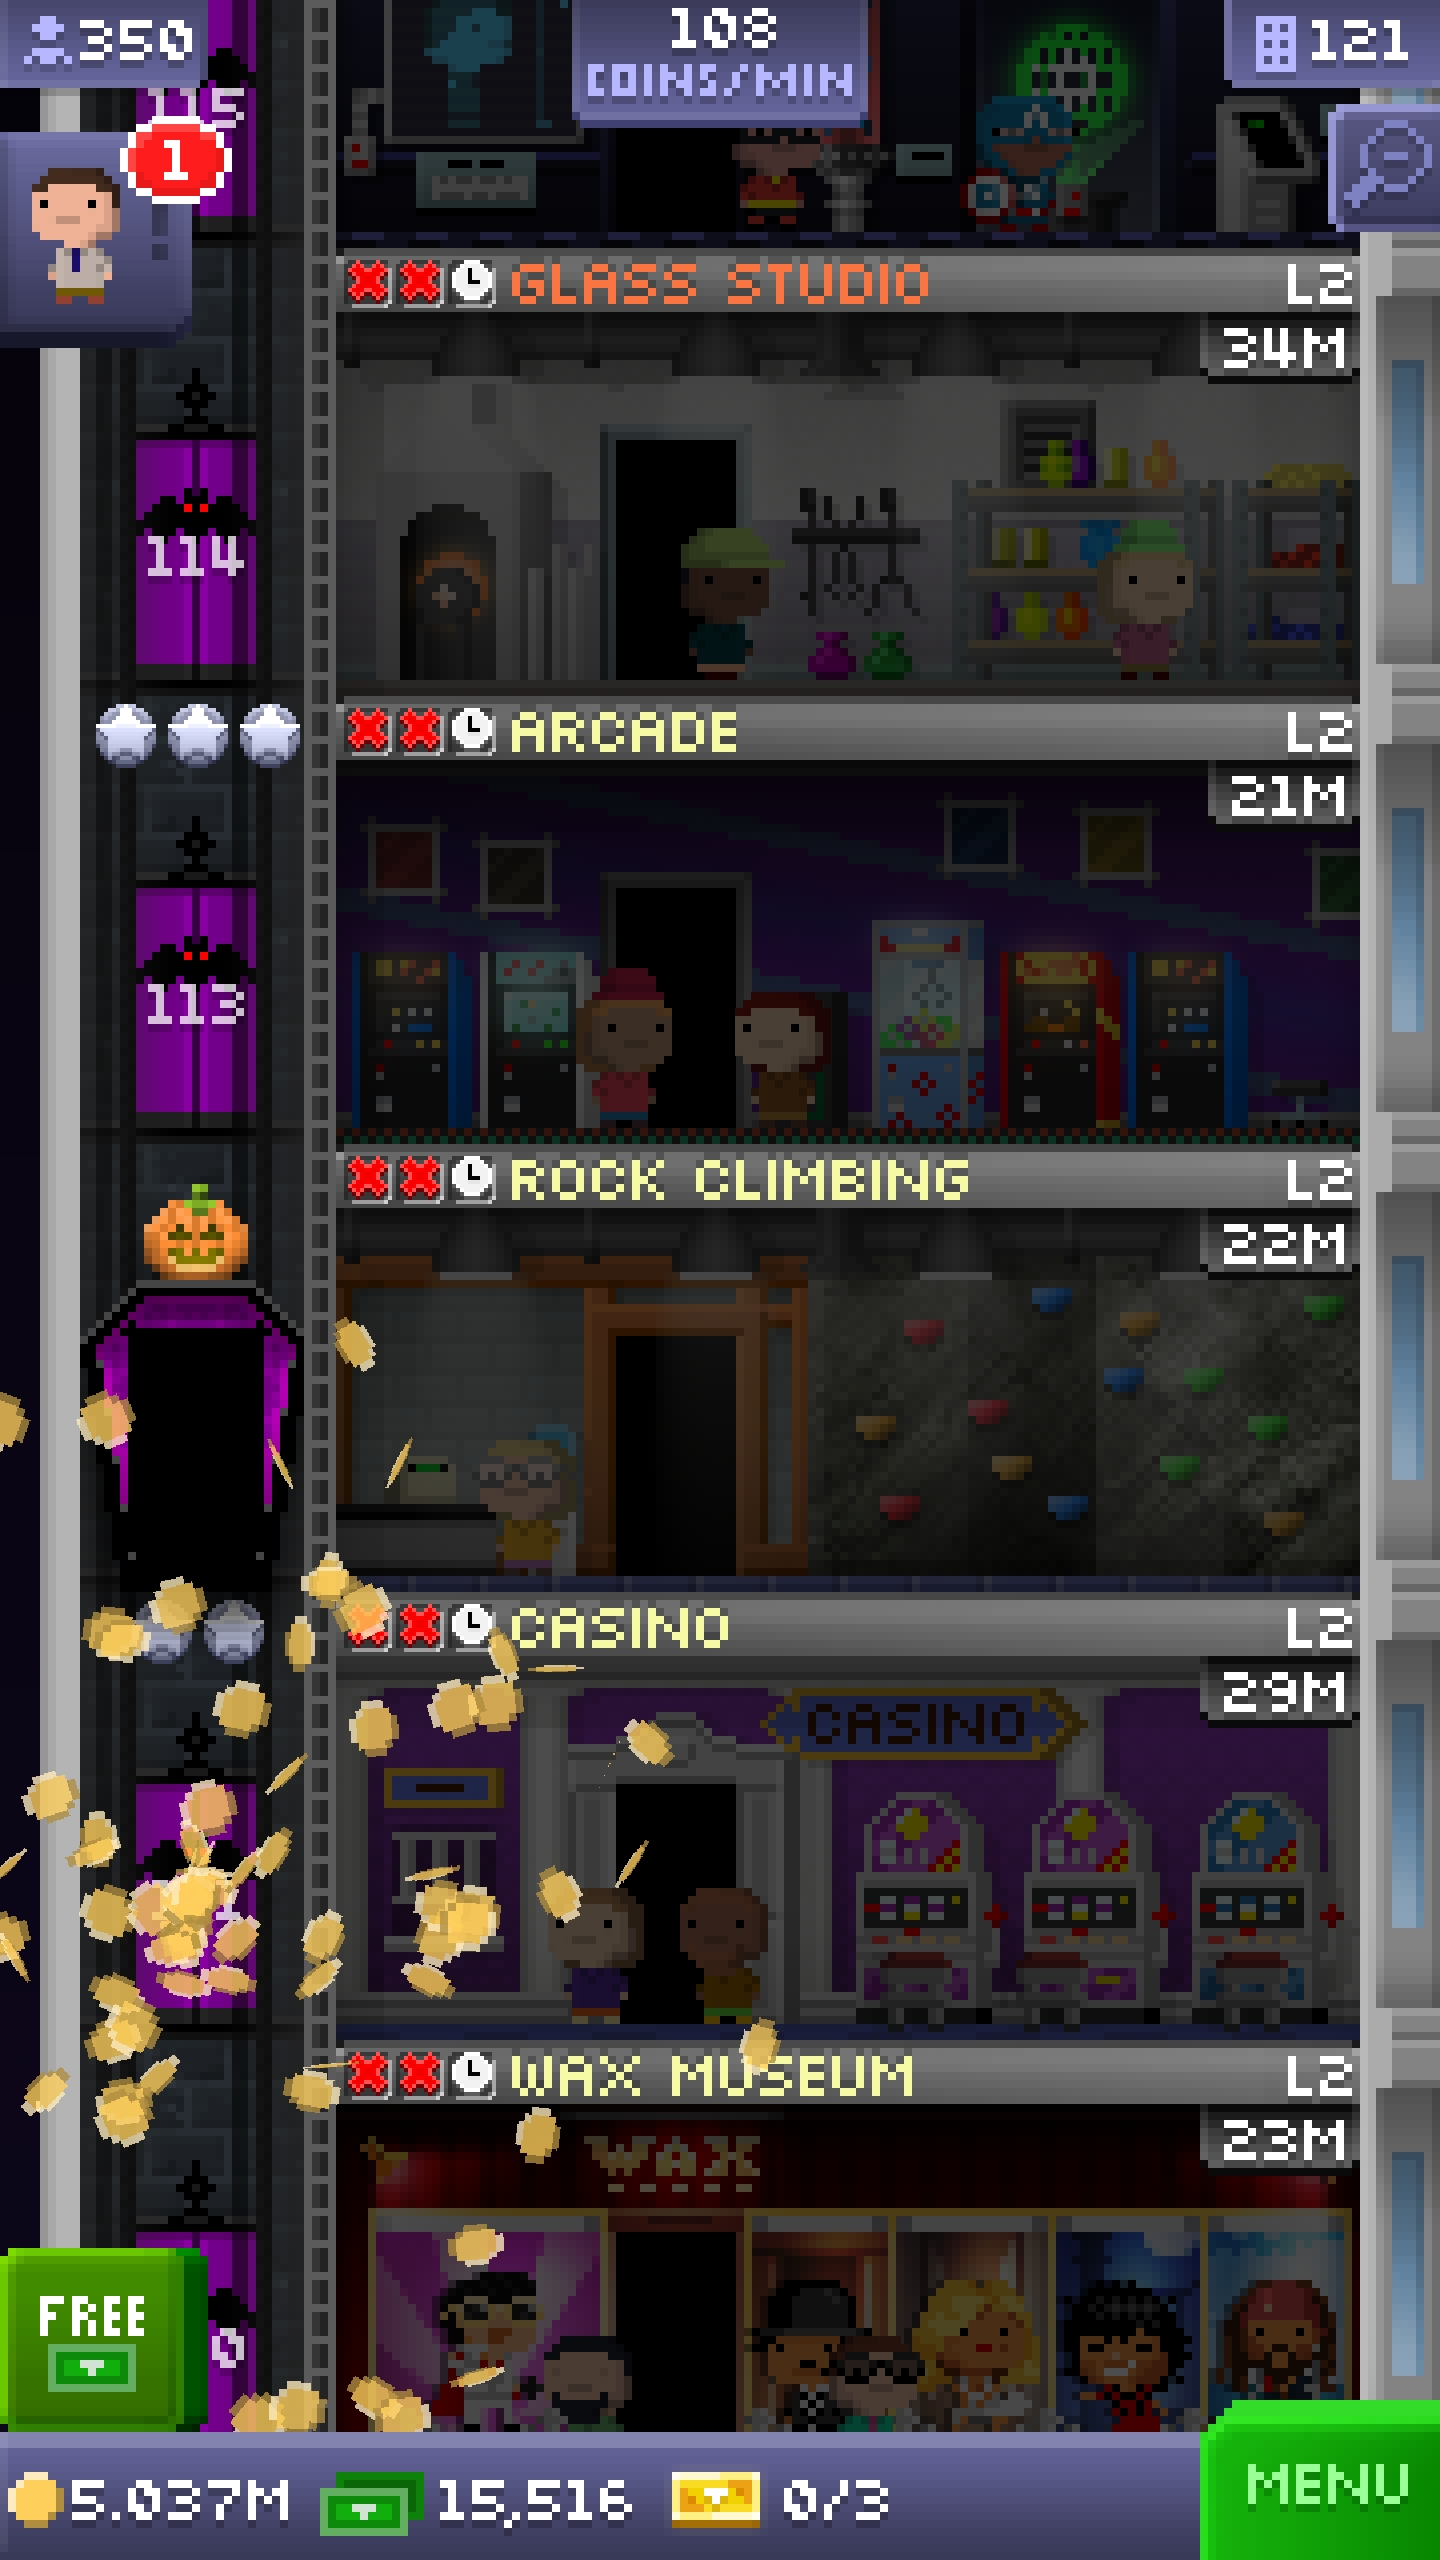 350
108
COINS/MIN
121
115
1
GLASS STUDIO
L2
34M
114
ARCADE
L2
21M
113
ROCK CLIMBING
L2
22M
CASINO
L2
29M
CASINO
WAX MUSEUM
L2
23M
WAX
FREE
0
5.037M
15,516
0/3
MENU